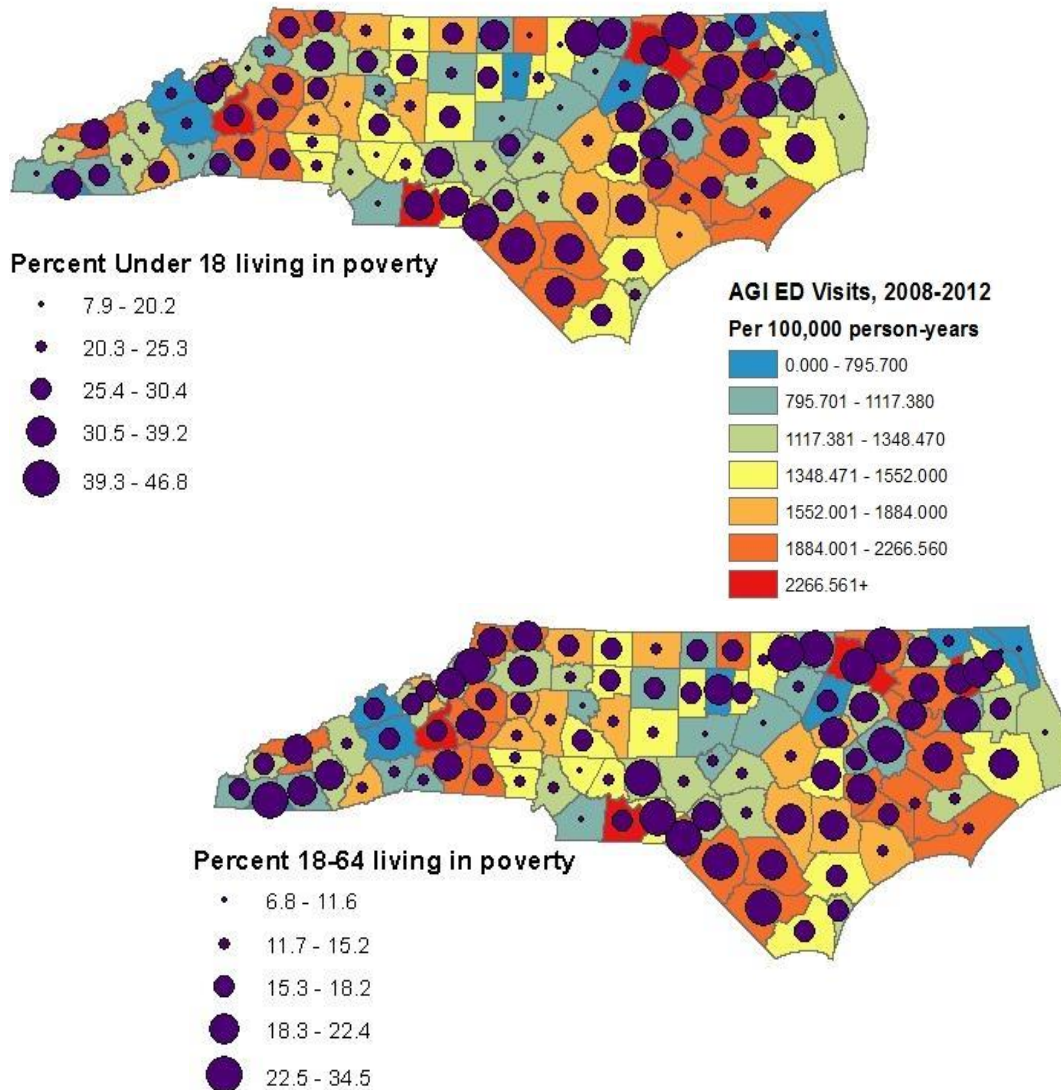 Percent Under 18 living in poverty
7.9 - 20.2
20.3 - 25.3
25.4 - 30.4
30.5 - 39.2
39.3 - 46.8
AGI ED Visits, 2008-2012
Per 100,000 person-years
0.000 - 795.700
795.701 - 1117.380
1117.381 - 1348.470
1348.471 - 1552.000
1552.001 - 1884.000
1884.001 - 2266.560
2266.561+
Percent 18-64 living in poverty
6.8 - 11.6
11.7 - 15.2
15.3 - 18.2
18.3 - 22.4
22.5 - 34.5